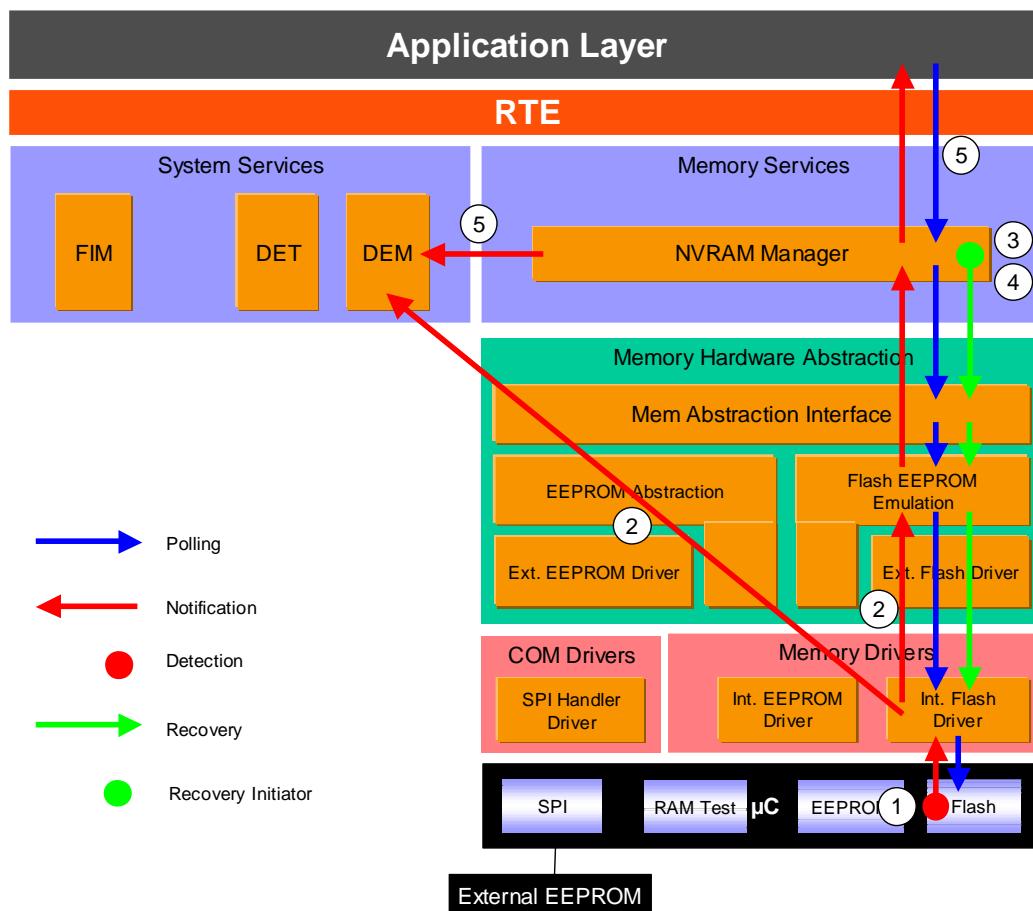 Application Layer
RTE
System Services
Memory Services
5
FIM
DET
DEM
5
NVRAM Manager
3
4
Memory Hardware Abstraction
Mem Abstraction Interface
EEPROM Abstraction
Flash EEPROM
Emulation
2
Ext. EEPROM Driver
Ext. Flash Driver
2
Polling
Notification
Detection
Recovery
Recovery Initiator
COM Drivers
Memory Drivers
SPI Handler
Driver
Int. EEPROM
Driver
Int. Flash
Driver
SPI
RAM Test
µC
EEPROM
1
Flash
External EEPROM